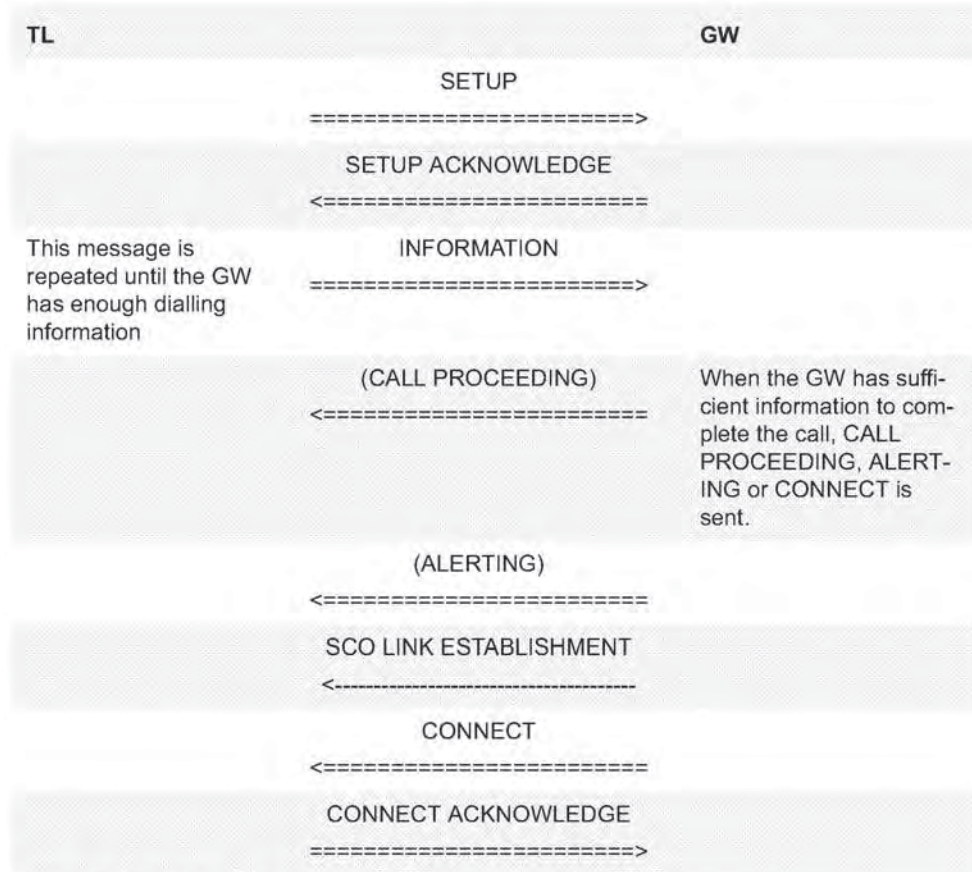 TL GW
SETUP
========================>
SETUP ACKNOWLEDGE
<========================
This message is
repeated until the GW
has enough dialling
information
INFORMATION
========================>
(CALL PROCEEDING)
<========================
When the GW has suffi-
cient information to com-
plete the call, CALL
PROCEEDING, ALERT-
ING or CONNECT is
sent.
(ALERTING)
<========================
SCO LINK ESTABLISHMENT
<---------------------------------------
CONNECT
<========================
CONNECT ACKNOWLEDGE
========================>